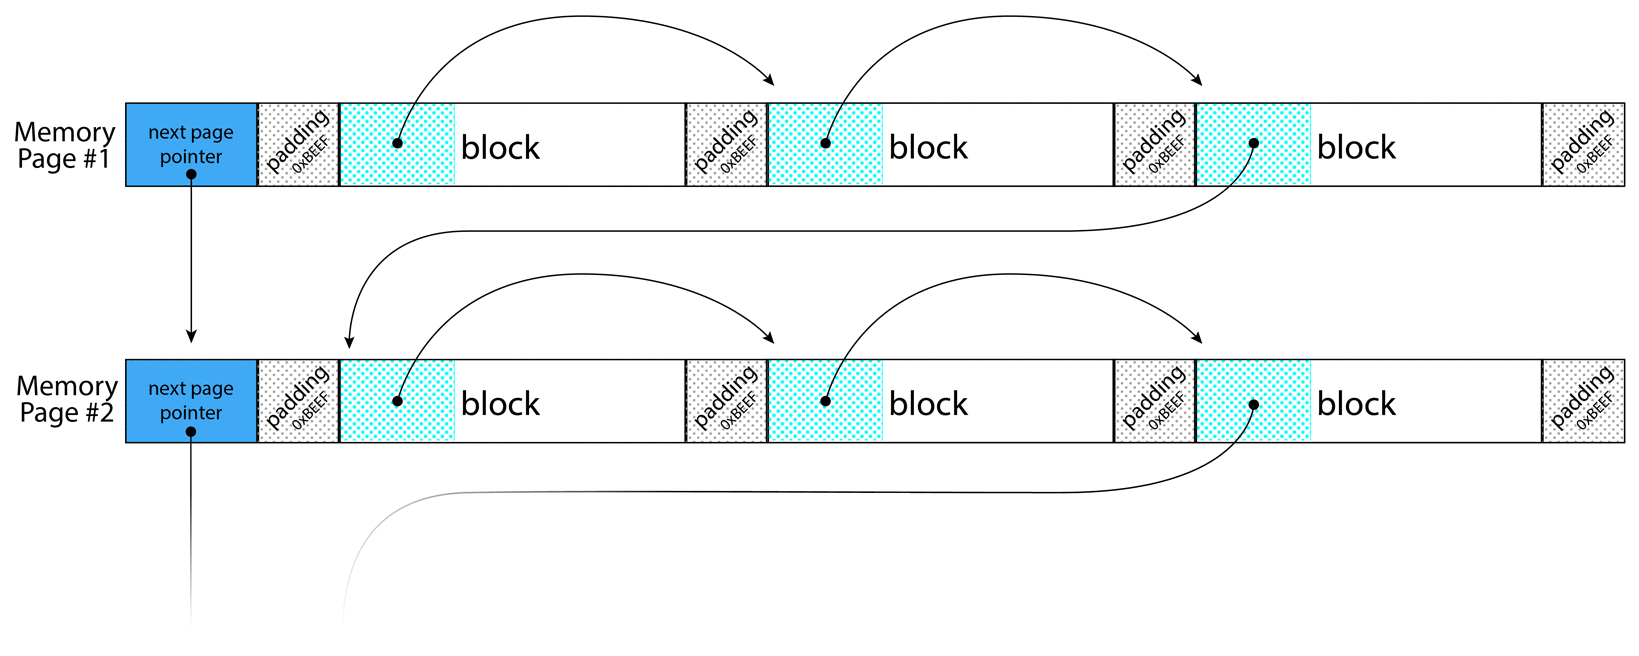 Memory
Page #1
next page
pointer
padding
0xBEEF
block
padding
0xBEEF
block
padding
0xBEEF
block
padding
0xBEEF
Memory
Page #2
next page
pointer
padding
0xBEEF
block
padding
0xBEEF
block
padding
0xBEEF
block
padding
0xBEEF